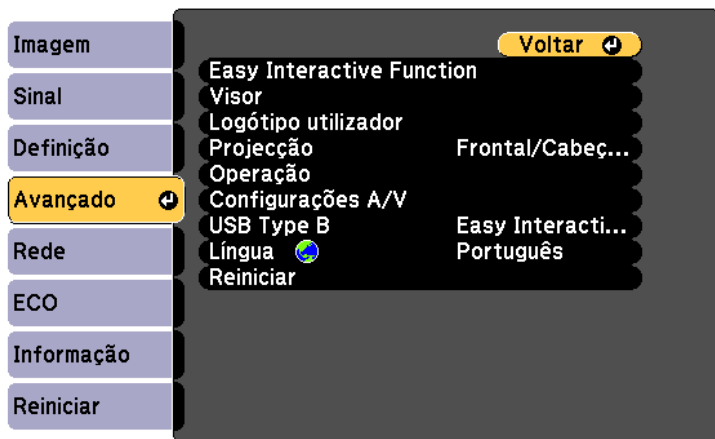 Imagem
Sinal
Definição
Avançado
Rede
ECO
Informação
Reiniciar
Voltar
Easy Interactive Function
Visor
Logótipo utilizador
Projecção Frontal/Cabeç...
Operação
Configurações A/V
USB Type B Easy Interacti...
Língua Português
Reiniciar